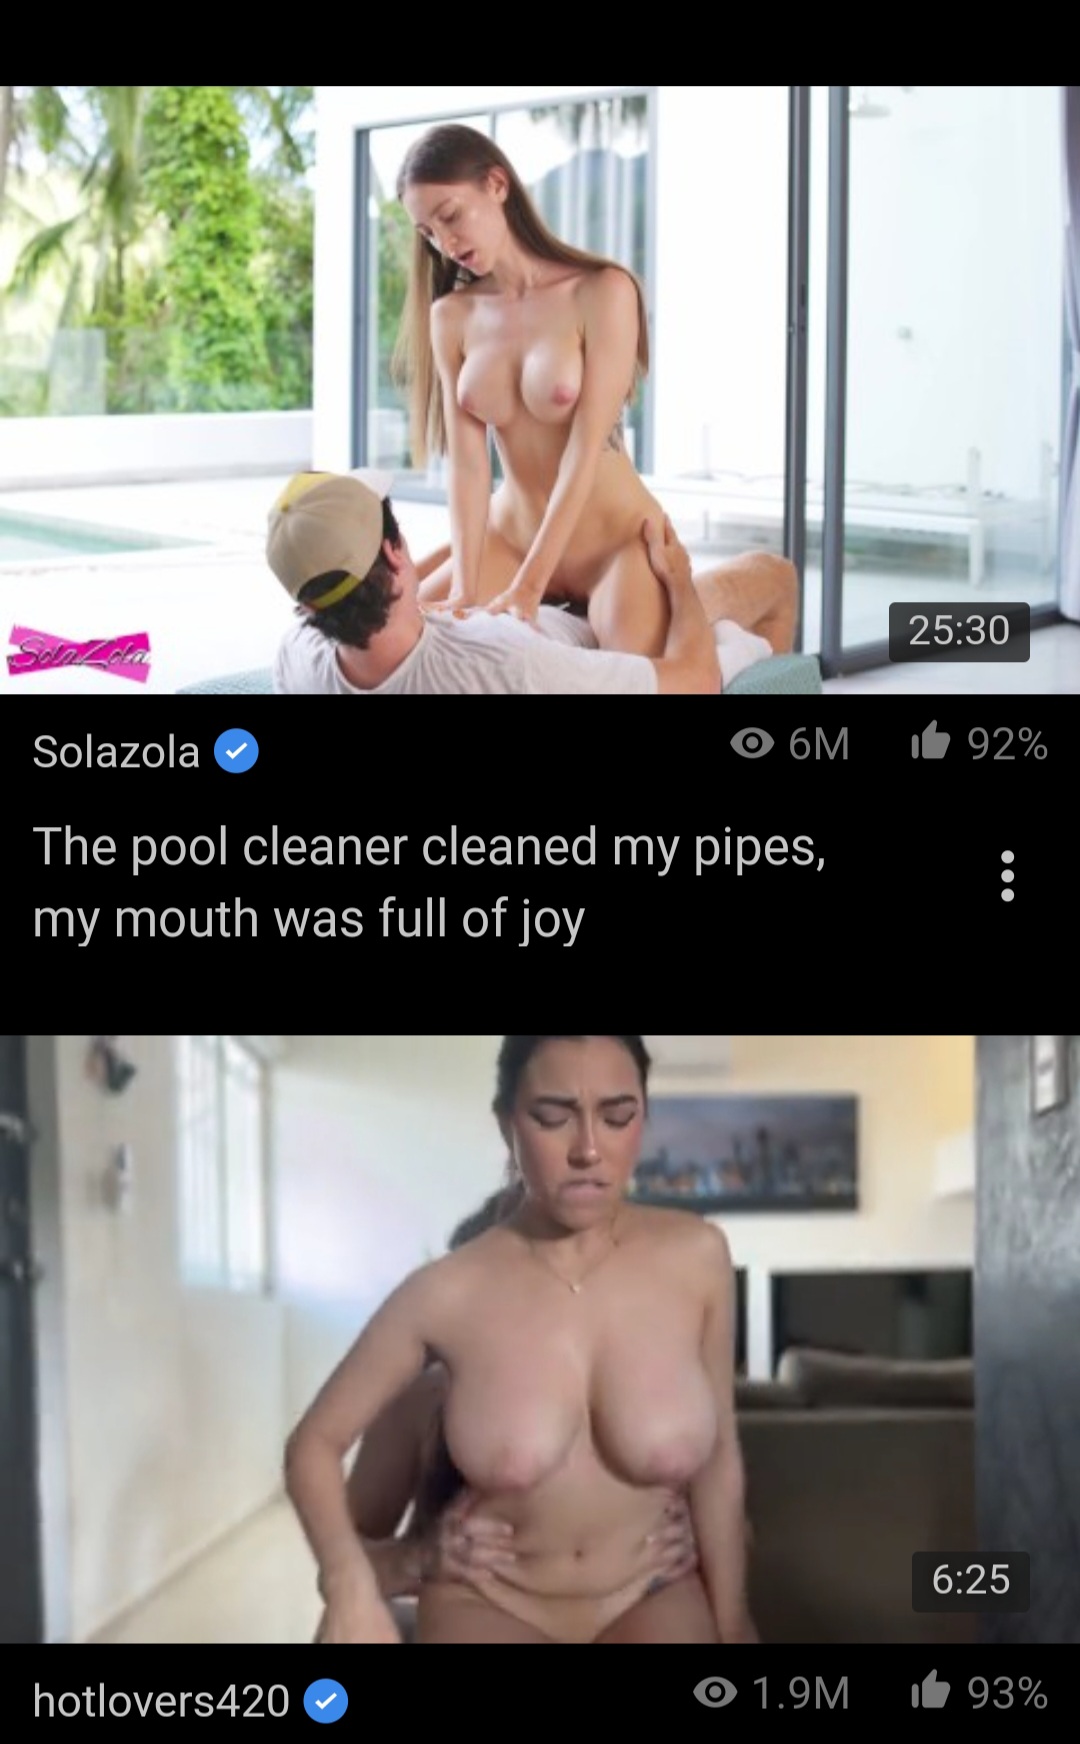 SolaZola
25:30
Solazola
6M
92%
The pool cleaner cleaned my pipes,
my mouth was full of joy
6:25
hotlovers420
1.9M
93%